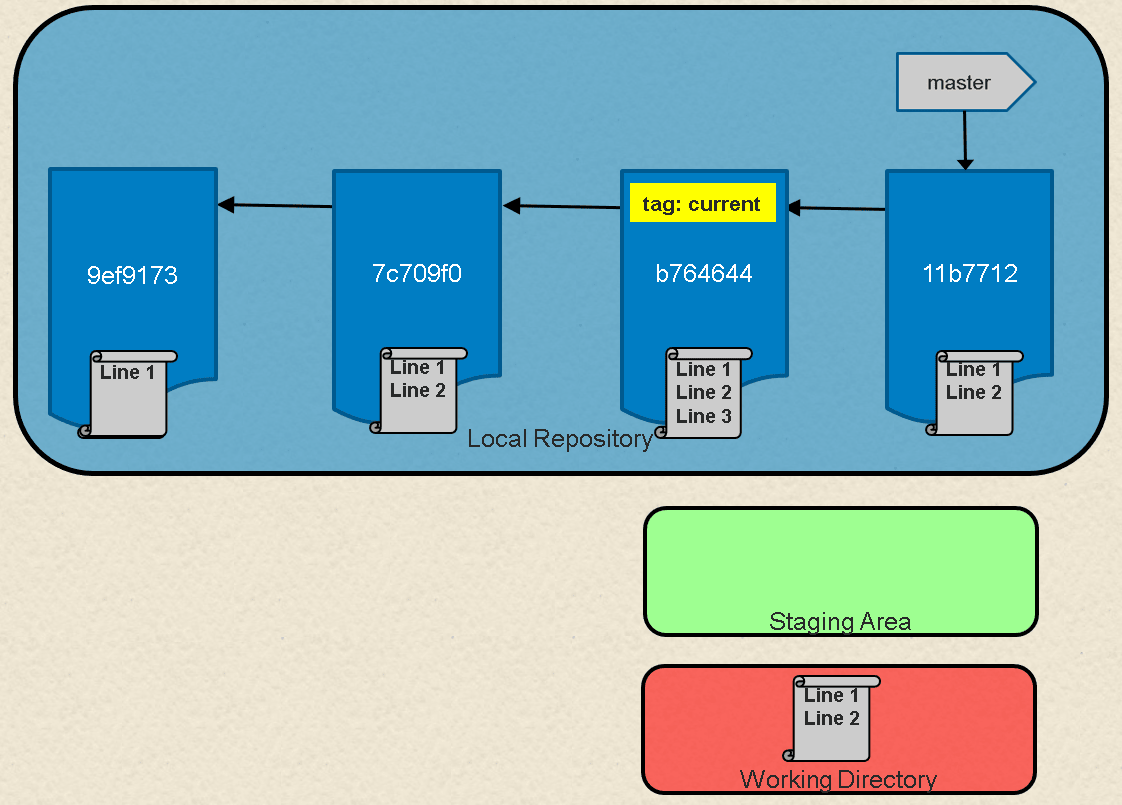 master
tag: current
9ef9173
7c709f0
b764644
11b7712
Line 1
Line 1
Line 2
Line 1
Line 2
Line 3
Line 1
Line 2
Local Repository
Staging Area
Line 1
Line 2
Working Directory